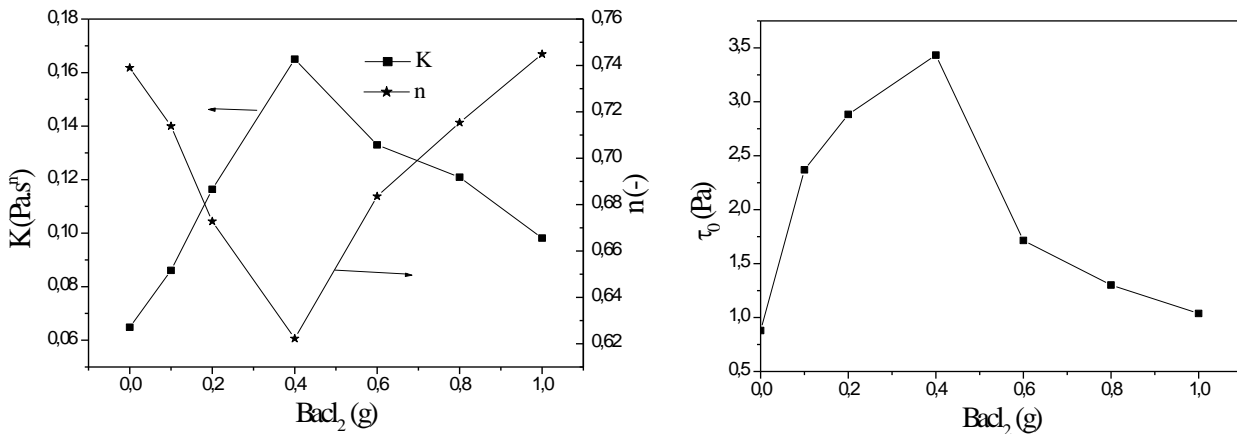 0,18
0,16
0,14
0,12
0,10
0,08
0,06
K (Pa.sⁿ)
K
n
0,76
0,74
0,72
0,70
0,68
0,66
0,64
0,62
n (-)
0,0 0,2 0,4 0,6 0,8 1,0
Bacl₂ (g)
3,5
3,0
2,5
2,0
1,5
1,0
0,5
τ₀ (Pa)
0,0 0,2 0,4 0,6 0,8 1,0
Bacl₂ (g)